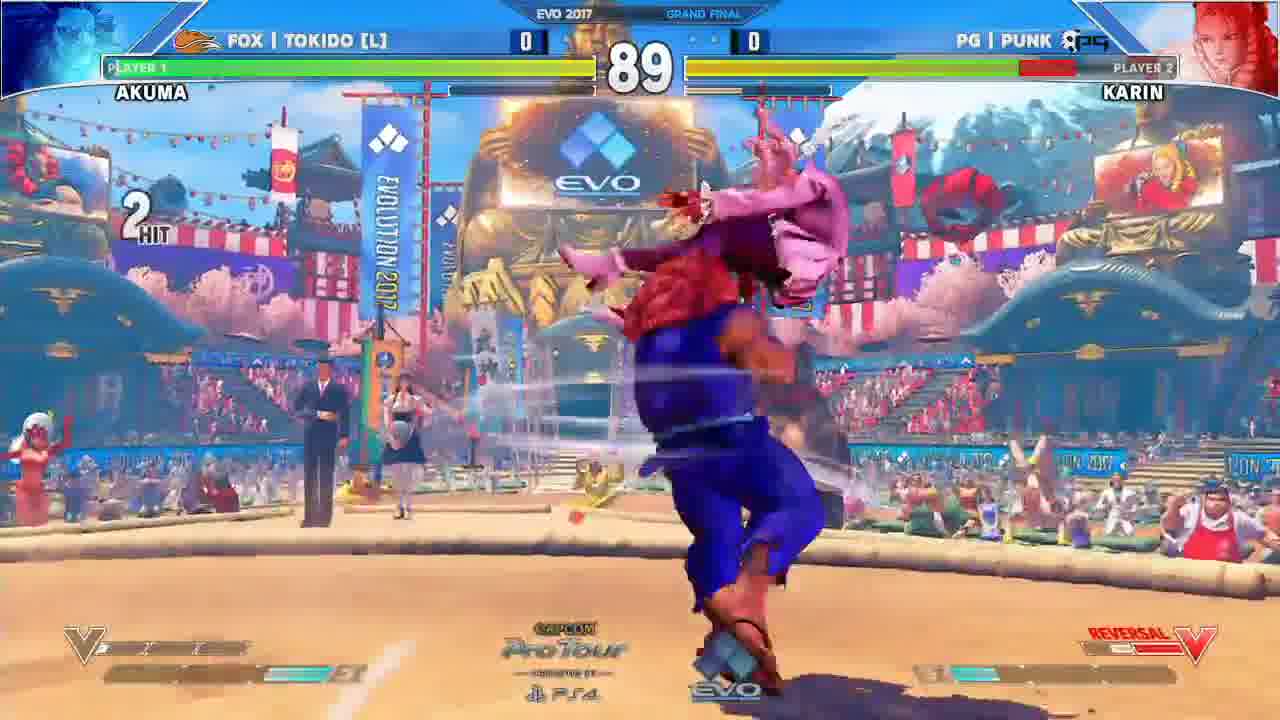 EVO 2017 GRAND FINAL
FOX | TOKIDO [L] 0 89 0 PG | PUNK
PLAYER 1 PLAYER 2
AKUMA KARIN
EVO
EVOLUTION 2017
2
HIT
REVERSAL
V V
CAPCOM
Pro Tour
PS4
EVO